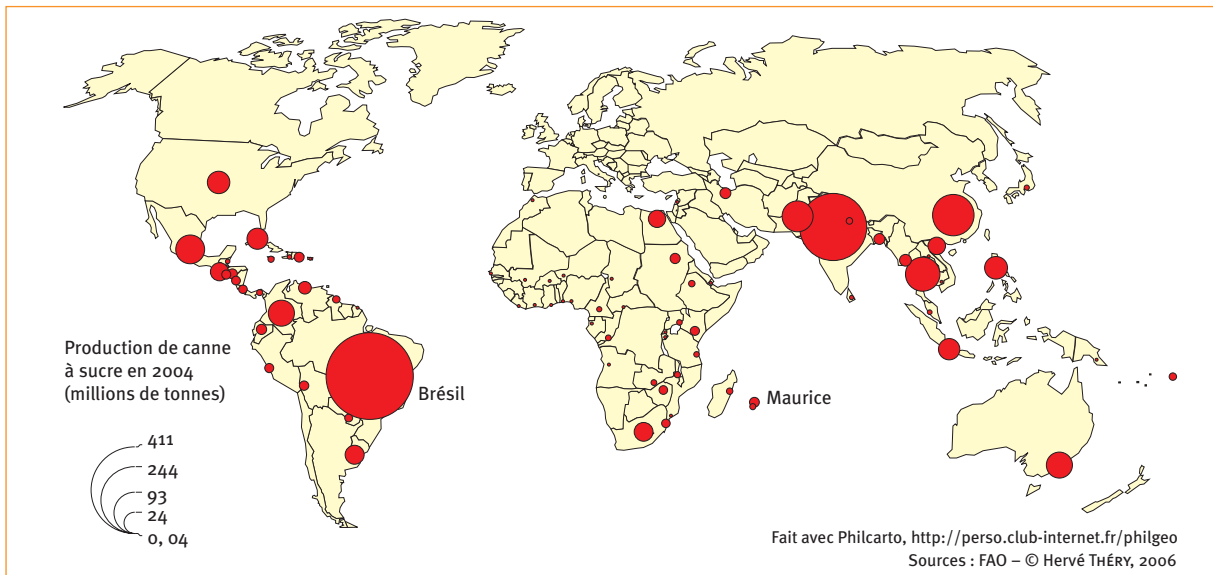 Production de canne
à sucre en 2004
(millions de tonnes)
411
244
93
24
0, 04
Brésil
Maurice
Fait avec Philcarto, http://perso.club-internet.fr/philgeo
Sources : FAO – © Hervé THÉRY, 2006